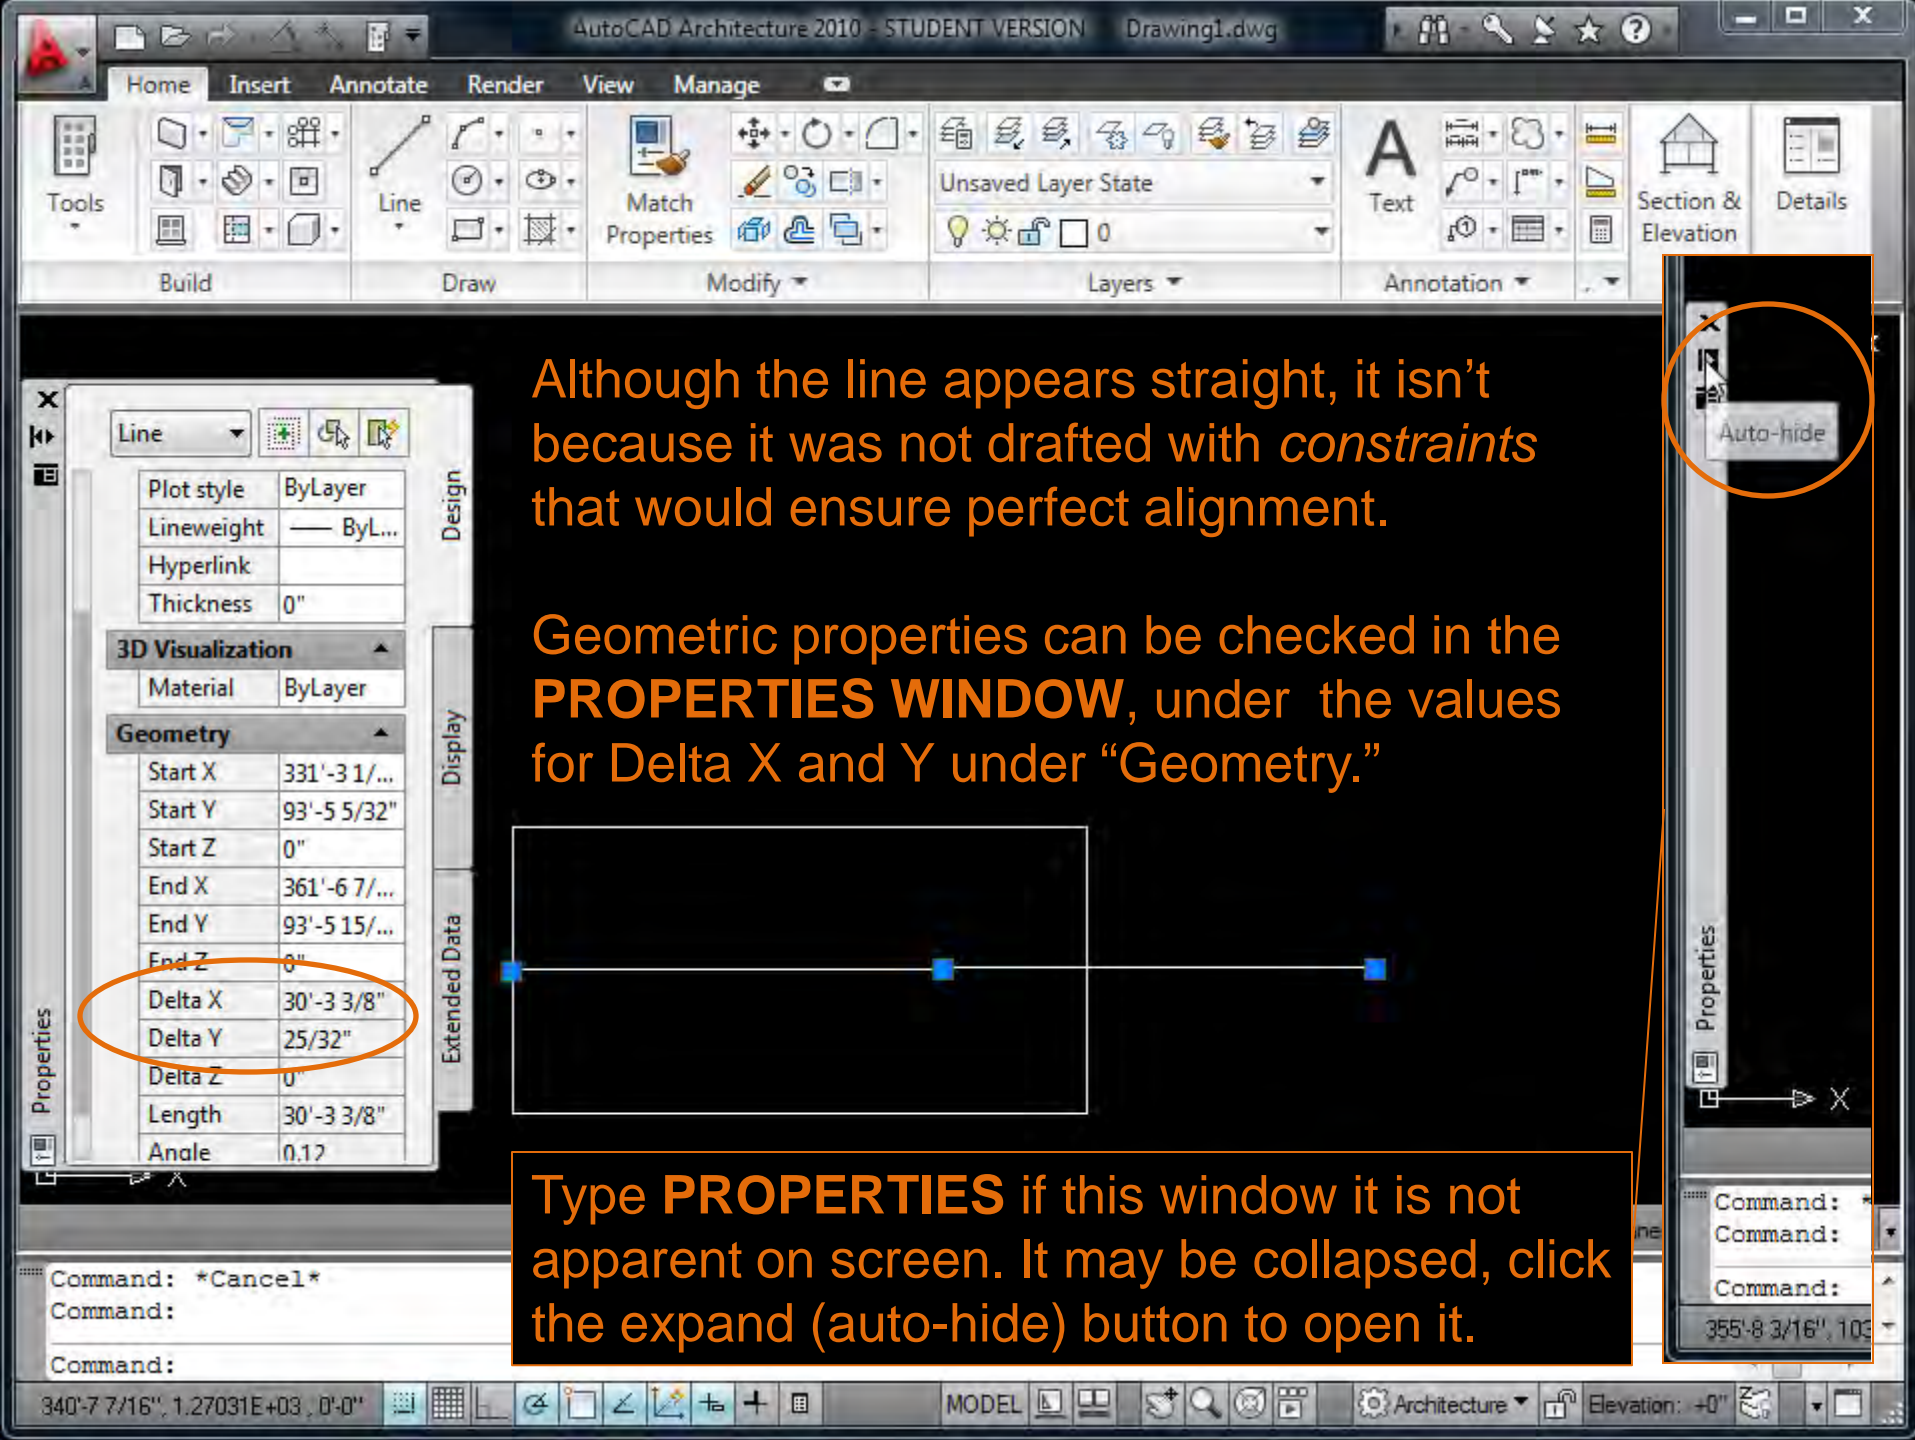 AutoCAD Architecture 2010 - STUDENT VERSION Drawing1.dwg
Home Insert Annotate Render View Manage
Tools
Line
Match
Properties
Unsaved Layer State
0
A
Text
Section &
Elevation
Details
Build Draw Modify Layers Annotation
Although the line appears straight, it isn’t
because it was not drafted with constraints
that would ensure perfect alignment.
Geometric properties can be checked in the
PROPERTIES WINDOW, under the values
for Delta X and Y under “Geometry.”
Line
Plot style ByLayer
Lineweight ByL...
Hyperlink
Thickness 0"
3D Visualization
Material ByLayer
Geometry
Start X 331'-3 1/...
Start Y 93'-5 5/32"
Start Z 0"
End X 361'-6 7/...
End Y 93'-5 15/...
End Z 0"
Delta X 30'-3 3/8"
Delta Y 25/32"
Delta Z 0"
Length 30'-3 3/8"
Angle 0.12
Design
Display
Extended Data
Properties
X
Auto-hide
Properties
X
Type PROPERTIES if this window it is not
apparent on screen. It may be collapsed, click
the expand (auto-hide) button to open it.
Command: *
Command:
Command:
355'-8 3/16", 103
Command: *Cancel*
Command:
Command:
340'-7 7/16", 1.27031E+03 , 0'-0" MODEL Architecture Elevation: +0"